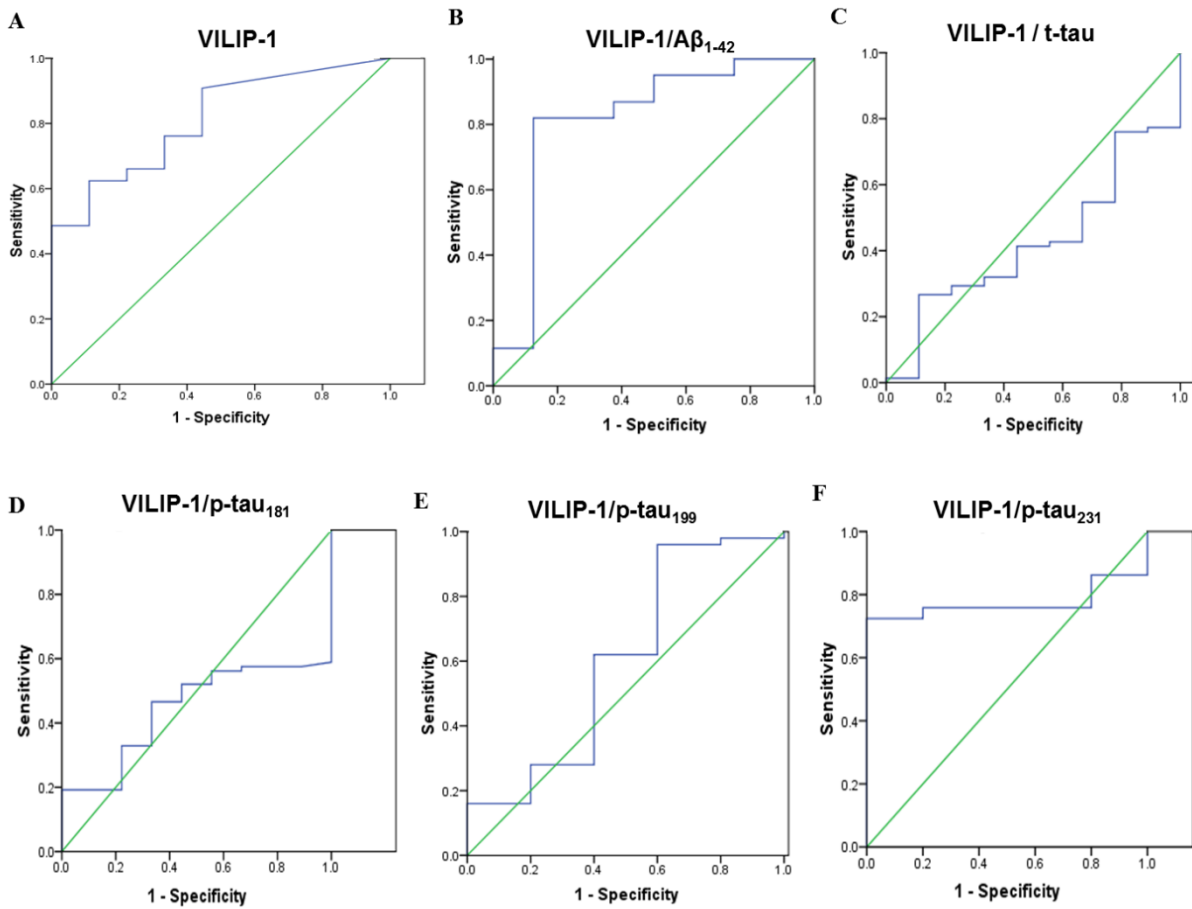 A
VILIP-1
1.0
0.8
0.6
0.4
0.2
0.0
Sensitivity
0.0 0.2 0.4 0.6 0.8 1.0
1 - Specificity
B
VILIP-1/Aβ₁₋₄₂
1.0
0.8
0.6
0.4
0.2
0.0
Sensitivity
0.0 0.2 0.4 0.6 0.8 1.0
1 - Specificity
C
VILIP-1 / t-tau
1.0
0.8
0.6
0.4
0.2
0.0
Sensitivity
0.0 0.2 0.4 0.6 0.8 1.0
1 - Specificity
D
VILIP-1/p-tau₁₈₁
1.0
0.8
0.6
0.4
0.2
0.0
Sensitivity
0.0 0.2 0.4 0.6 0.8 1.0
1 - Specificity
E
VILIP-1/p-tau₁₉₉
1.0
0.8
0.6
0.4
0.2
0.0
Sensitivity
0.0 0.2 0.4 0.6 0.8 1.0
1 - Specificity
F
VILIP-1/p-tau₂₃₁
1.0
0.8
0.6
0.4
0.2
0.0
Sensitivity
0.0 0.2 0.4 0.6 0.8 1.0
1 - Specificity